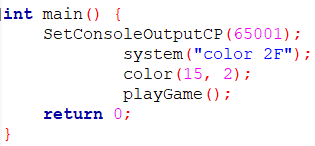 int main() {
    SetConsoleOutputCP(65001);
            system("color 2F");
            color(15, 2);
            playGame();
    return 0;
}